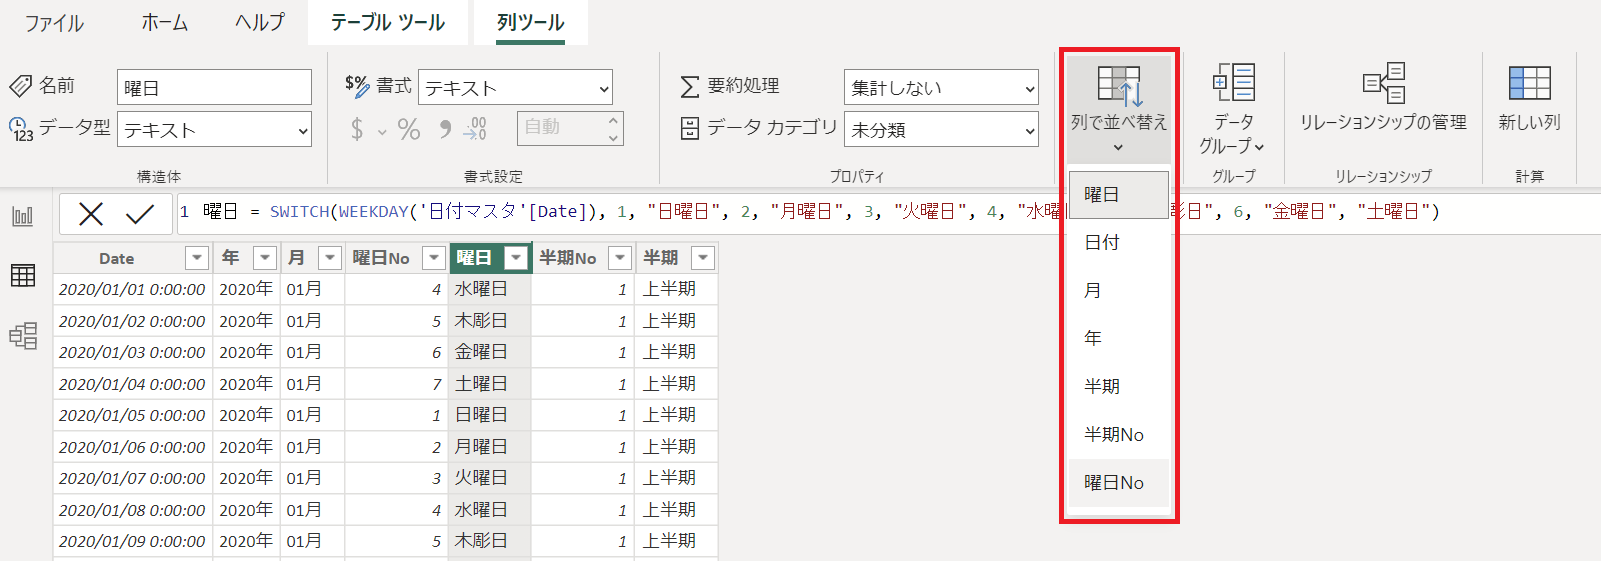 ファイル ホーム ヘルプ テーブル ツール 列ツール
名前 曜日 $% 書式 テキスト Σ 要約処理 集計しない
123 データ型 テキスト $ % 9 .00 →.0 自動 データ カテゴリ 未分類
列で並べ替え データ グループ リレーションシップの管理 新しい列
構造体 書式設定 プロパティ グループ リレーションシップ 計算
1 曜日 = SWITCH(WEEKDAY('日付マスタ'[Date]), 1, "日曜日", 2, "月曜日", 3, "火曜日", 4, "水曜 彫日", 6, "金曜日", "土曜日")
曜日
日付
月
年
半期
半期No
曜日No
Date 年 月 曜日No 曜日 半期No 半期
2020/01/01 0:00:00 2020年 01月 4 水曜日 1 上半期
2020/01/02 0:00:00 2020年 01月 5 木彫日 1 上半期
2020/01/03 0:00:00 2020年 01月 6 金曜日 1 上半期
2020/01/04 0:00:00 2020年 01月 7 土曜日 1 上半期
2020/01/05 0:00:00 2020年 01月 1 日曜日 1 上半期
2020/01/06 0:00:00 2020年 01月 2 月曜日 1 上半期
2020/01/07 0:00:00 2020年 01月 3 火曜日 1 上半期
2020/01/08 0:00:00 2020年 01月 4 水曜日 1 上半期
2020/01/09 0:00:00 2020年 01月 5 木彫日 1 上半期